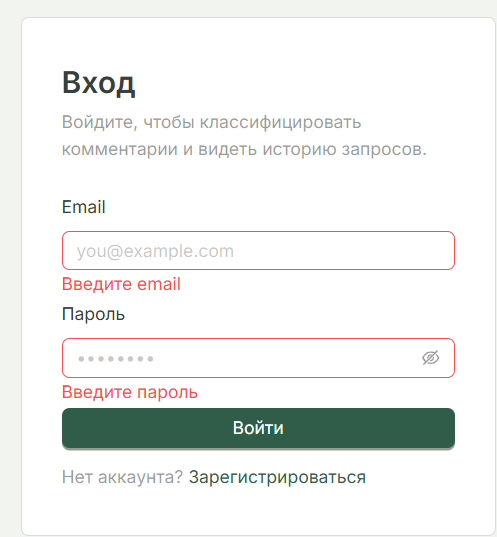 Вход
Войдите, чтобы классифицировать
комментарии и видеть историю запросов.
Email
you@example.com
Введите email
Пароль
••••••••
Введите пароль
Войти
Нет аккаунта? Зарегистрироваться